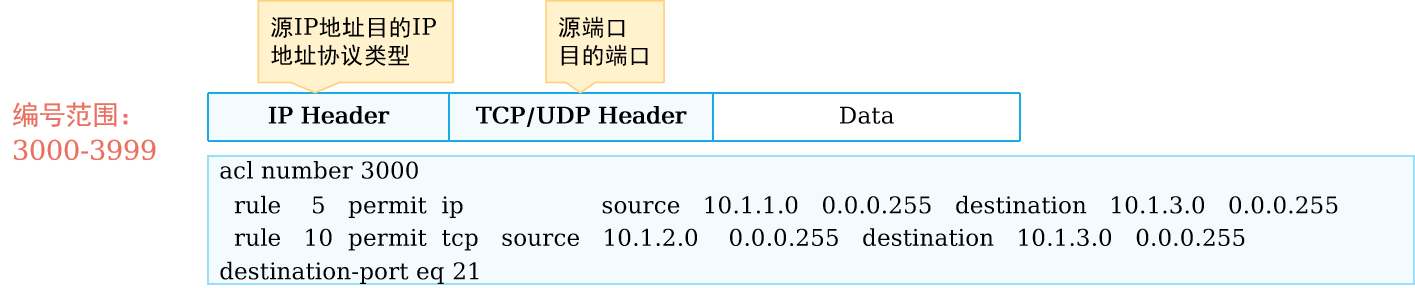 源IP地址目的IP
地址协议类型
源端口
目的端口
编号范围：
3000-3999
IP Header
TCP/UDP Header
Data
acl number 3000
rule 5 permit ip source 10.1.1.0 0.0.0.255 destination 10.1.3.0 0.0.0.255
rule 10 permit tcp source 10.1.2.0 0.0.0.255 destination 10.1.3.0 0.0.0.255
destination-port eq 21